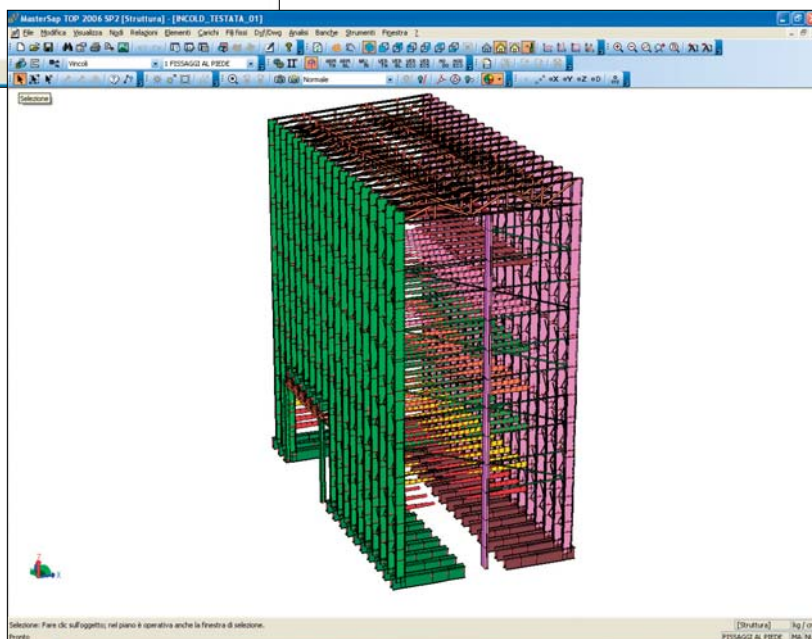 MasterSap TOP 2006 SP2 [Struttura] - [INCOLD_TESTATA_01]
File Modifica Visualizza Nodi Relazioni Elementi Carichi Fili fissi Dxf/Dwg Analisi Banche Strumenti Finestra ?
Vincoli 1 FISSAGGI AL PIEDE
Normale
Selezione
Z
X
Selezione: Fare clic sull'oggetto; nel piano è operativa anche la finestra di selezione.
[Struttura]
Pronto
FISSAGGI AL PIEDE